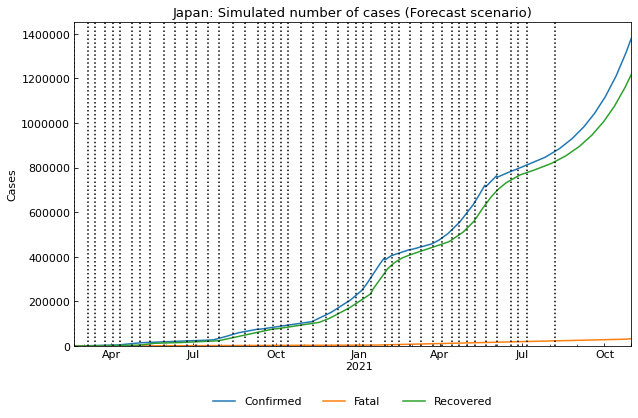 Japan: Simulated number of cases (Forecast scenario)
1400000
1200000
1000000
800000
600000
400000
200000
0
Cases
Apr Jul Oct Jan Apr Jul Oct
2021
Confirmed Fatal Recovered